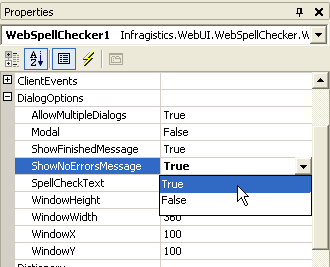 Properties
WebSpellChecker1 Infragistics.WebUI.WebSpellChecker.W
ClientEvents
DialogOptions
AllowMultipleDialogs True
Modal False
ShowFinishedMessage True
ShowNoErrorsMessage True
SpellCheckText True
WindowHeight False
WindowWidth 360
WindowX 100
WindowY 100
Dictionary